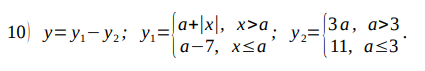 10) y=y₁−y₂; y₁={a+|x|, x>a; a−7, x≤a; y₂={3a, a>3; 11, a≤3.